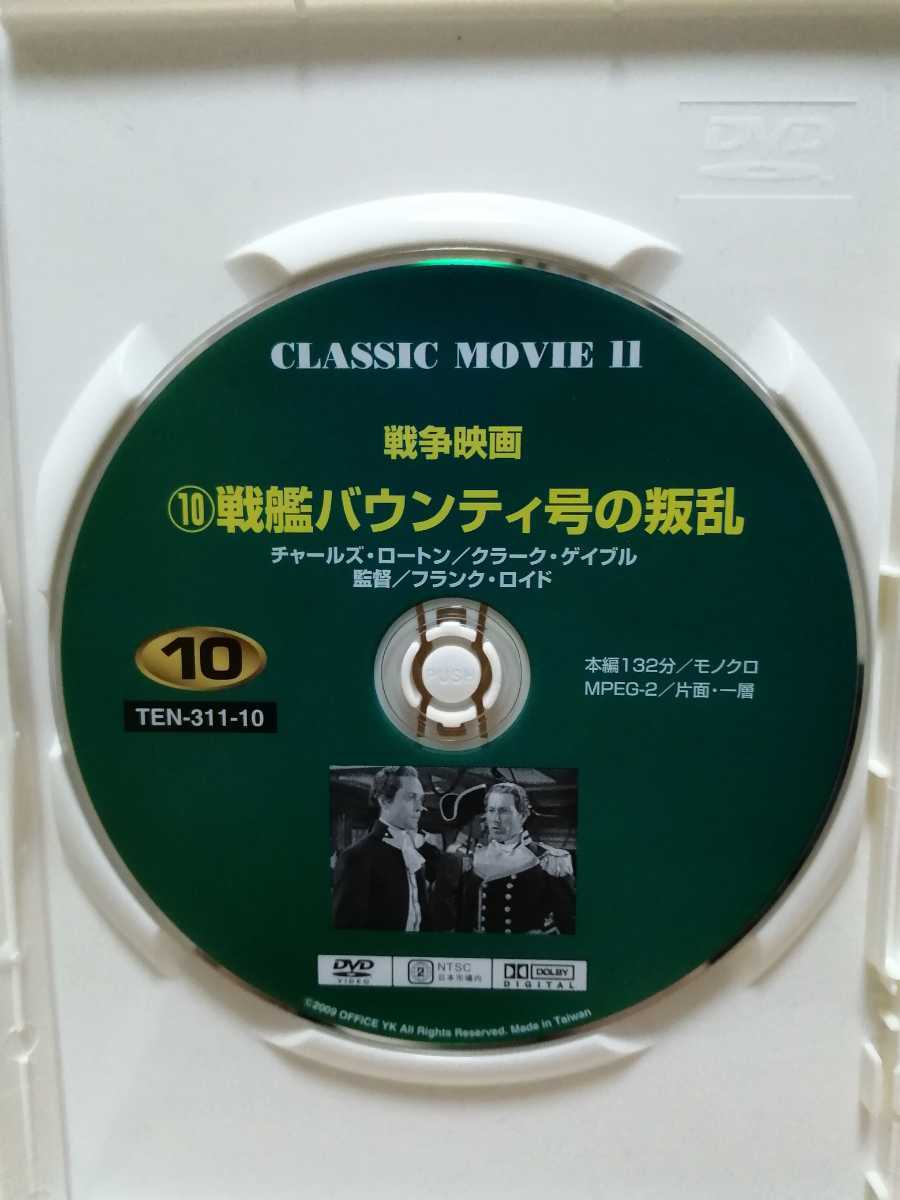 DVD
CLASSIC MOVIE 11
戦争映画
⑩戦艦バウンティ号の叛乱
チャールズ・ロートン／クラーク・ゲイブル
監督／フランク・ロイド
10
TEN-311-10
PUSH
本編132分／モノクロ
MPEG-2／片面・一層
DVD
VIDEO
2
NTSC
日本市場内
DOLBY
DIGITAL
©2009 OFFICE YK All Rights Reserved. Made in Taiwan